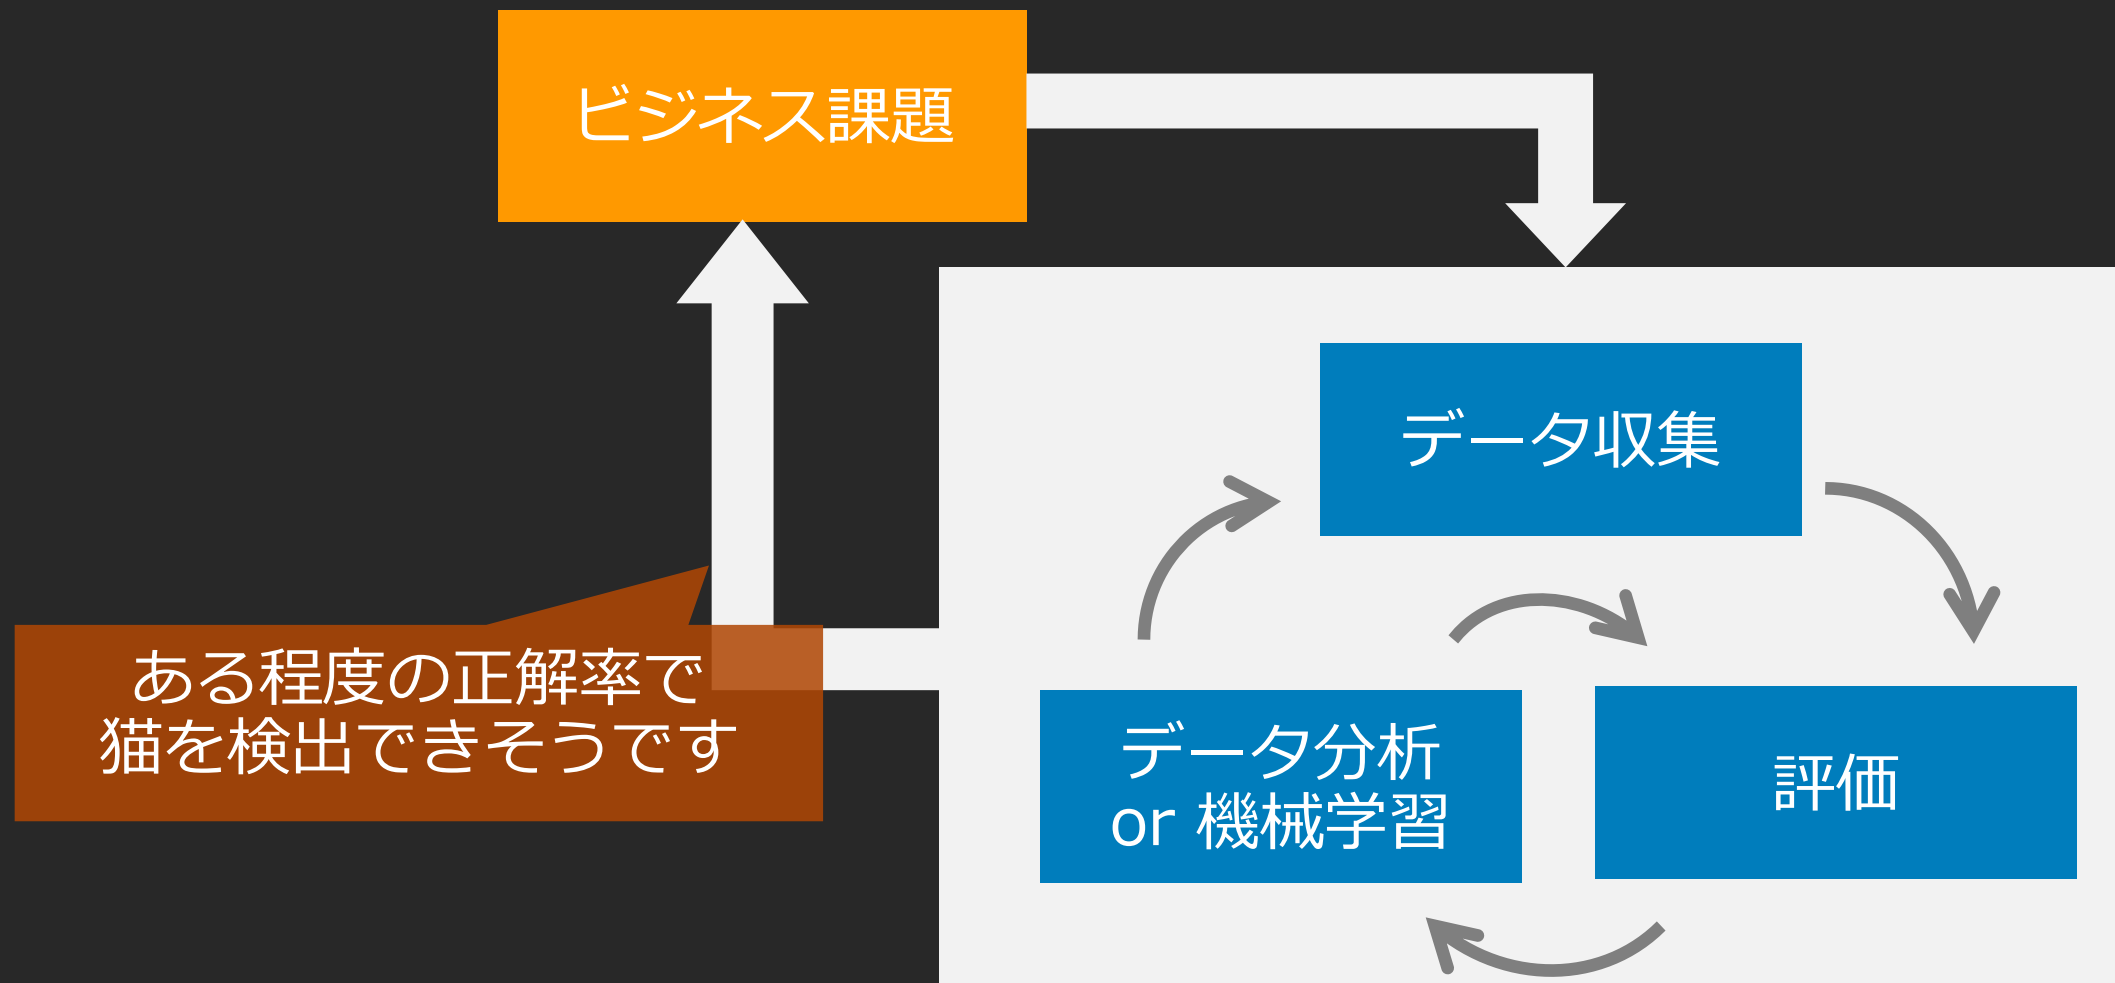 ビジネス課題
データ収集
ある程度の正解率で
猫を検出できそうです
データ分析
or 機械学習
評価